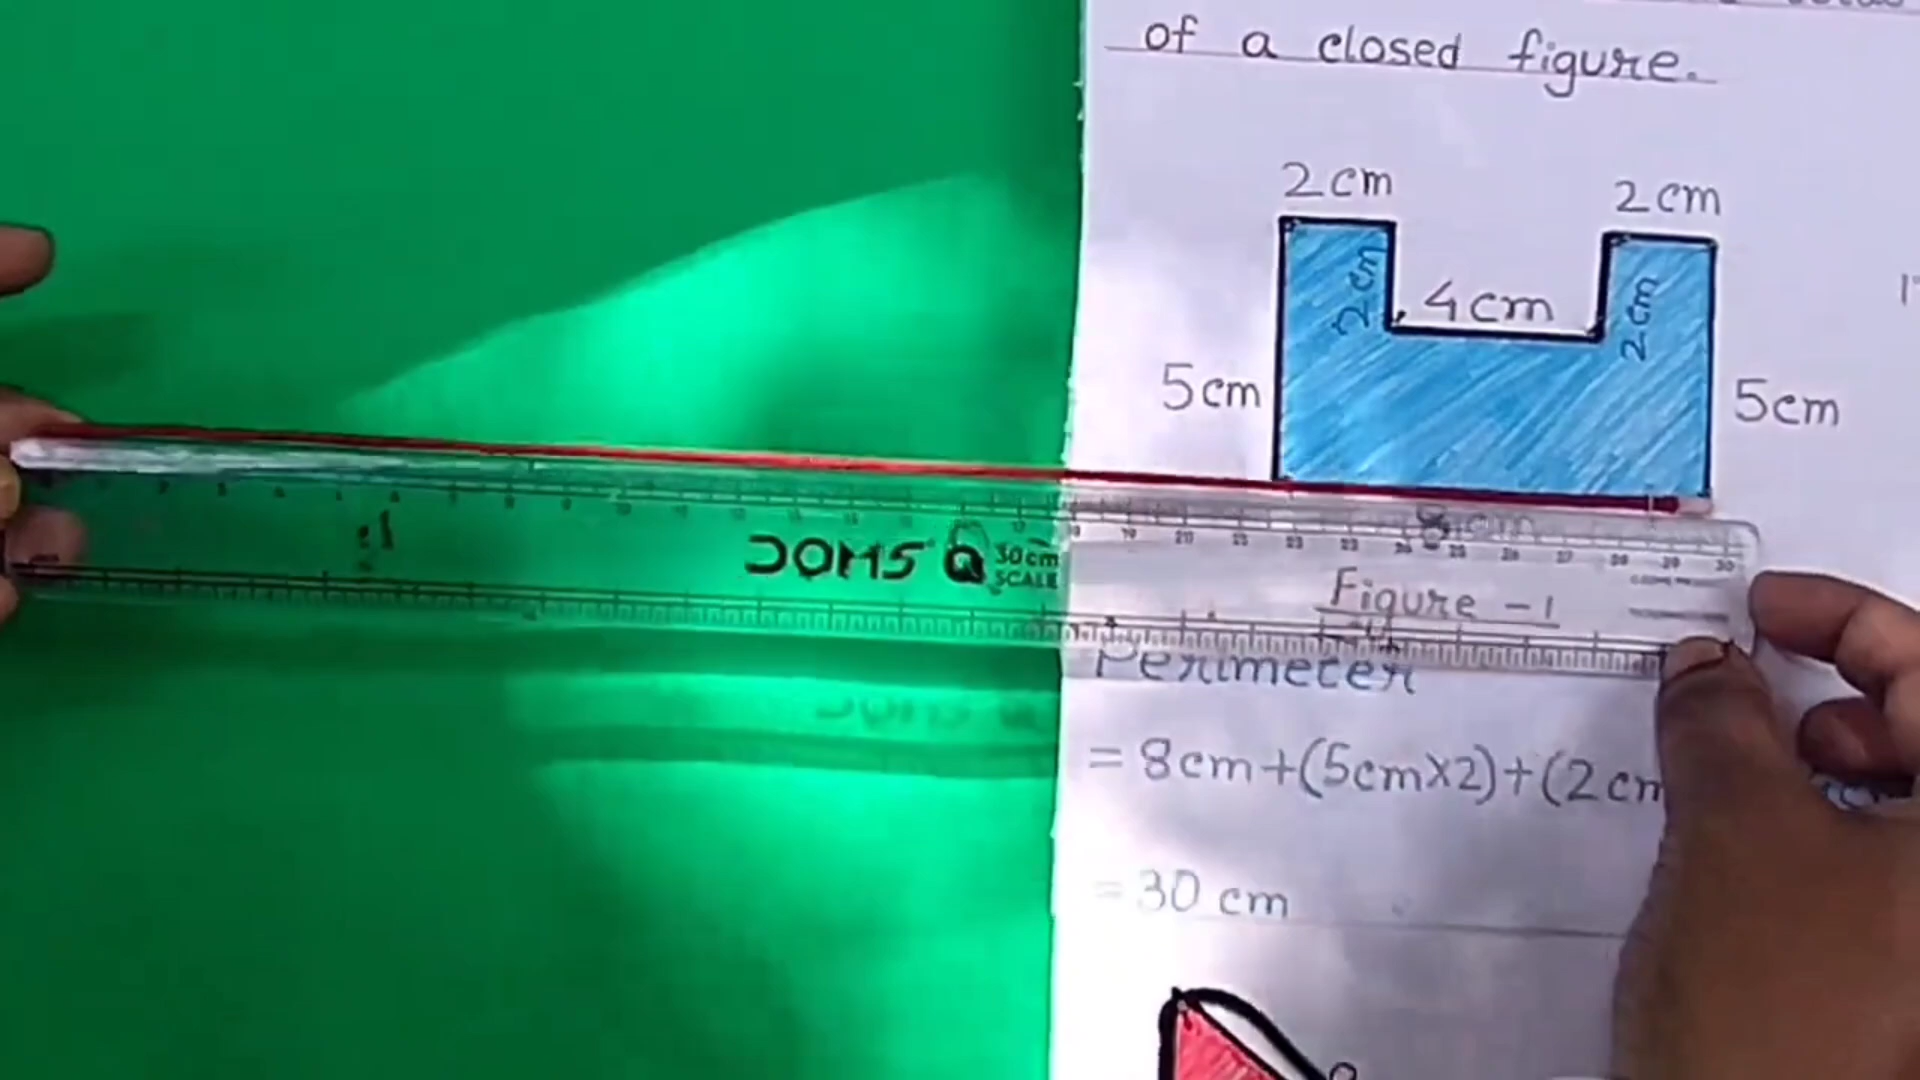 of a closed figure.
2cm
2cm
2cm
4cm
2cm
5cm
5cm
8cm
DOMS Q 30cm
SCALE
Figure - 1
Perimeter
= 8cm+(5cm×2)+(2cm
= 30 cm